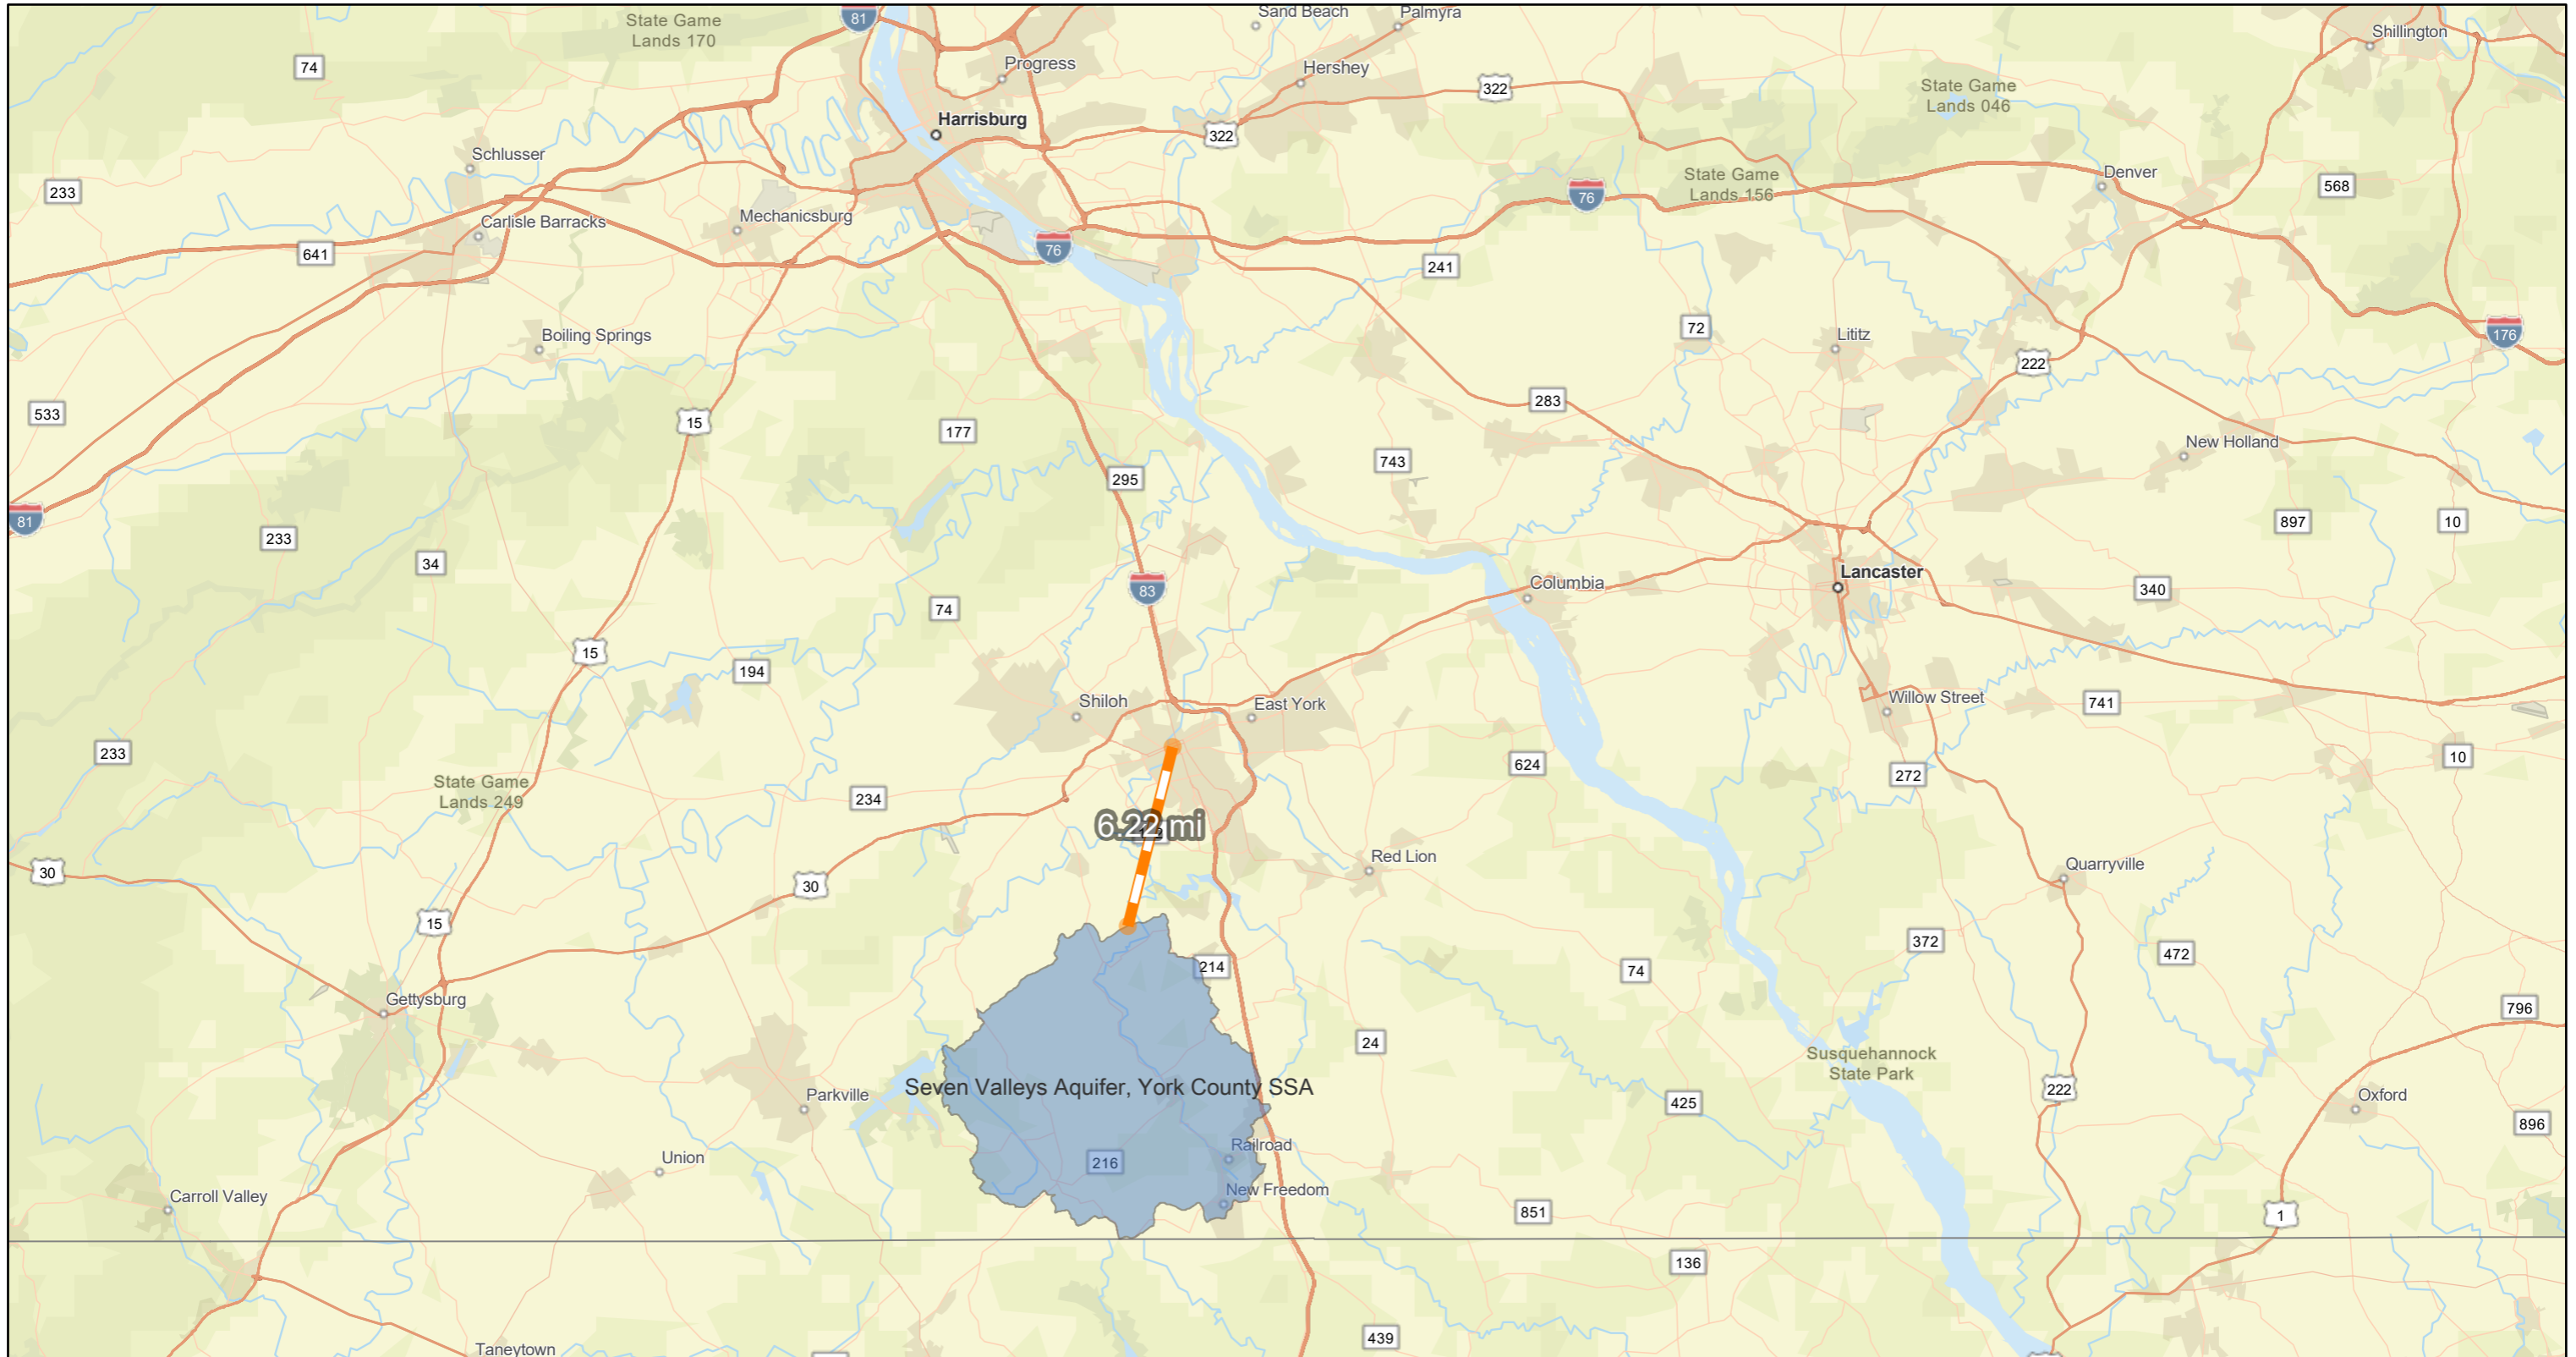 State Game
Lands 170
81
Sand Beach
Palmyra
Shillington
74
Progress
Hershey
322
State Game
Lands 046
Harrisburg
322
Schlusser
233
State Game
Lands 156
76
Denver
568
Carlisle Barracks
Mechanicsburg
641
76
241
Boiling Springs
72
Lititz
222
176
533
15
177
283
743
New Holland
295
81
233
34
897
10
83
74
Columbia
Lancaster
340
15
194
Shiloh
East York
Willow Street
741
233
State Game
Lands 249
234
624
272
10
6.22 mi
30
30
Red Lion
Quarryville
15
214
74
372
472
Gettysburg
24
796
Susquehannock
State Park
Seven Valleys Aquifer, York County SSA
Parkville
425
222
Oxford
896
Union
216
Railroad
Carroll Valley
New Freedom
851
1
136
439
Taneytown